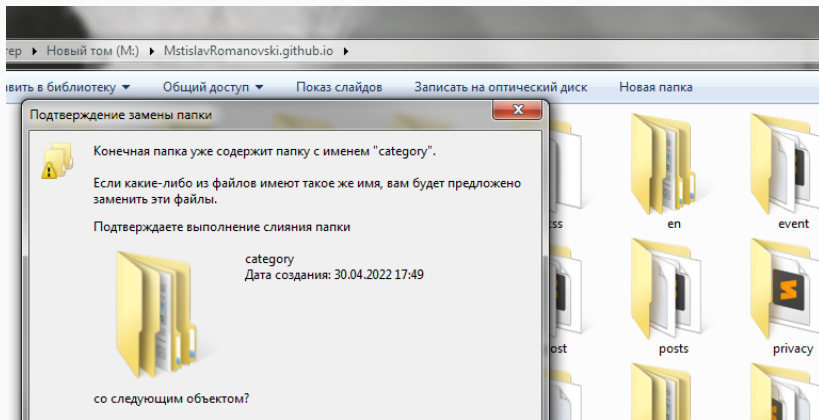 Новый том (M:) ▸ MstislavRomanovski.github.io ▸
Общий доступ ▾ Показ слайдов Записать на оптический диск Новая папка
Подтверждение замены папки
Конечная папка уже содержит папку с именем "category".
Если какие-либо из файлов имеют такое же имя, вам будет предложено
заменить эти файлы.
Подтверждаете выполнение слияния папки
category
Дата создания: 30.04.2022 17:49
со следующим объектом?
en event
posts privacy